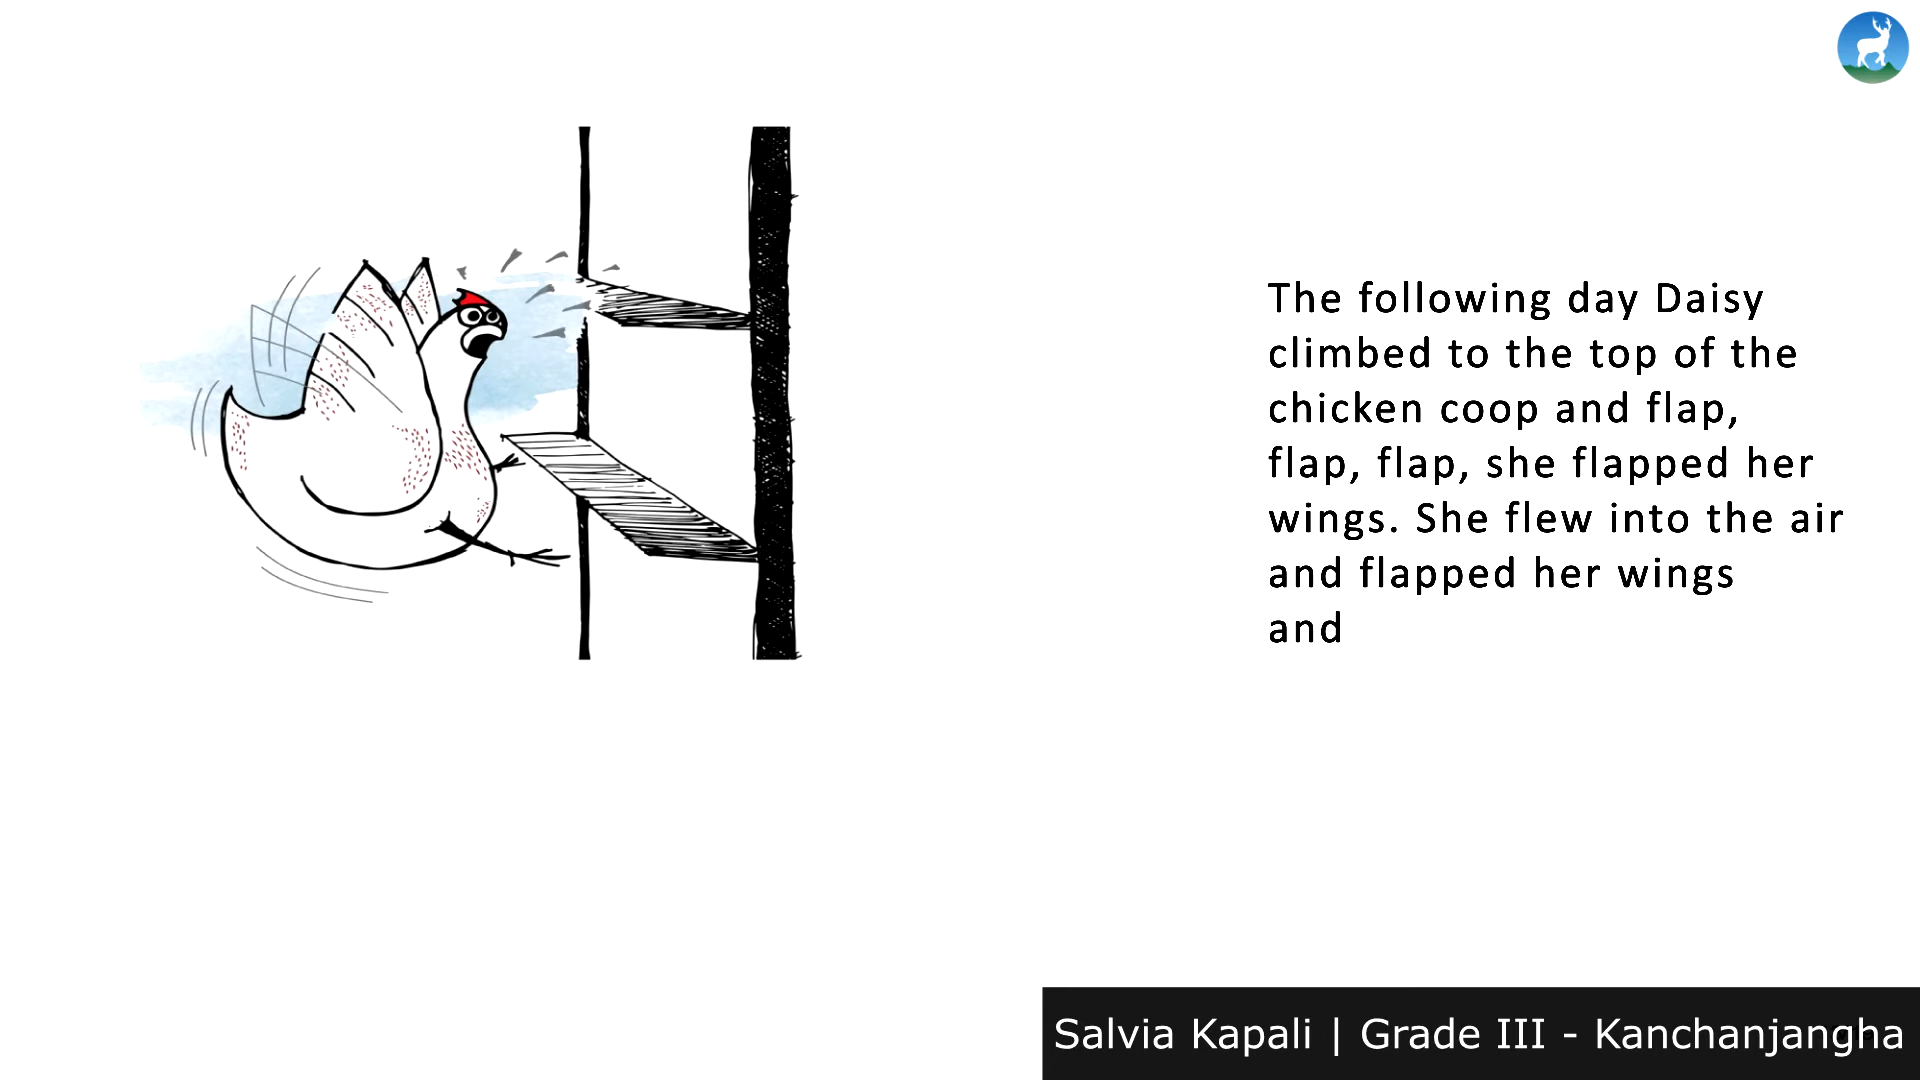 The following day Daisy
climbed to the top of the
chicken coop and flap,
flap, flap, she flapped her
wings. She flew into the air
and flapped her wings
and
Salvia Kapali | Grade III - Kanchanjangha